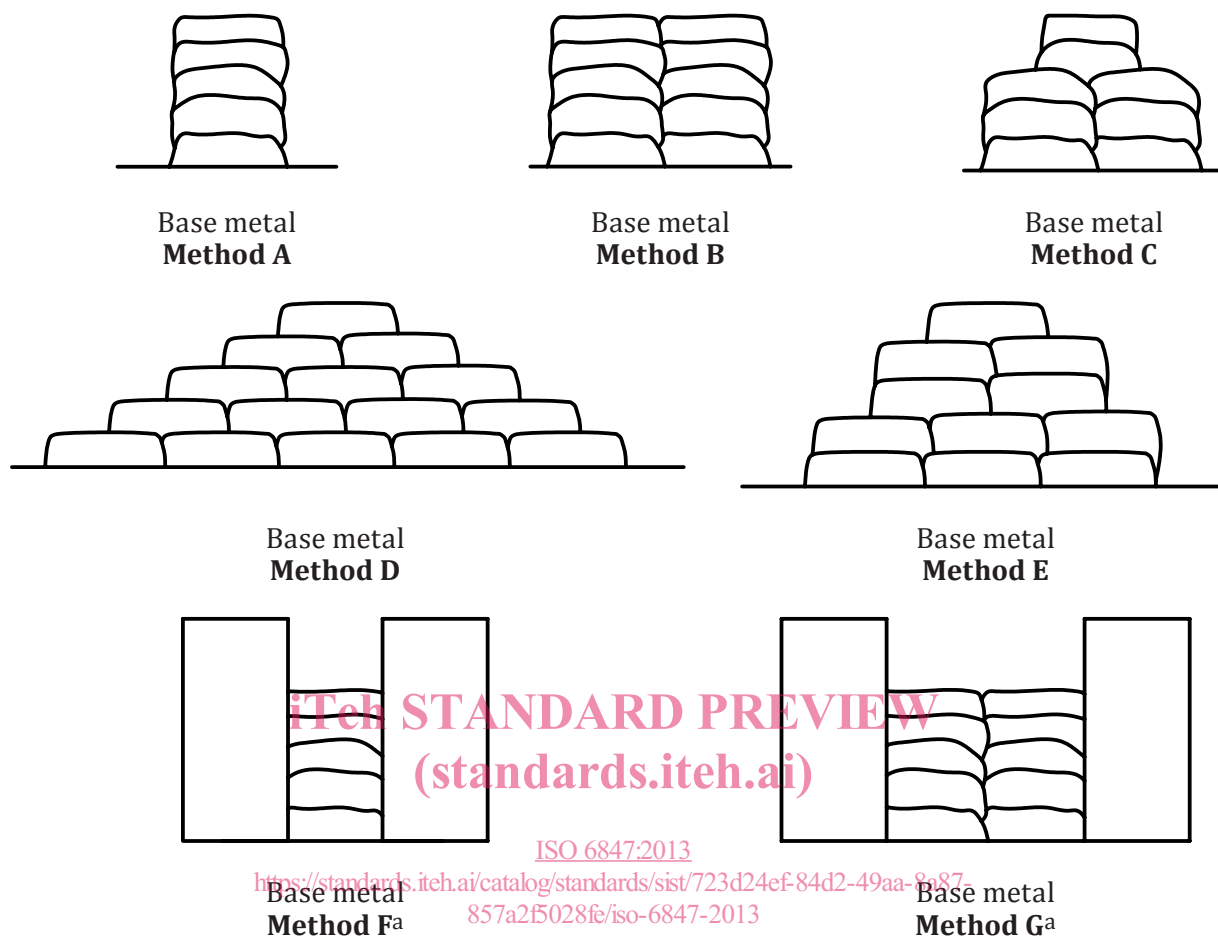 Base metal
Method A
Base metal
Method B
Base metal
Method C
Base metal
Method D
Base metal
Method E
iTeh STANDARD PREVIEW
(standards.iteh.ai)
ISO 6847:2013
https://standards.iteh.ai/catalog/standards/sist/723d24ef-84d2-49aa-8a87-
857a2f5028fe/iso-6847-2013
Base metal
Method Fa
Base metal
Method Ga